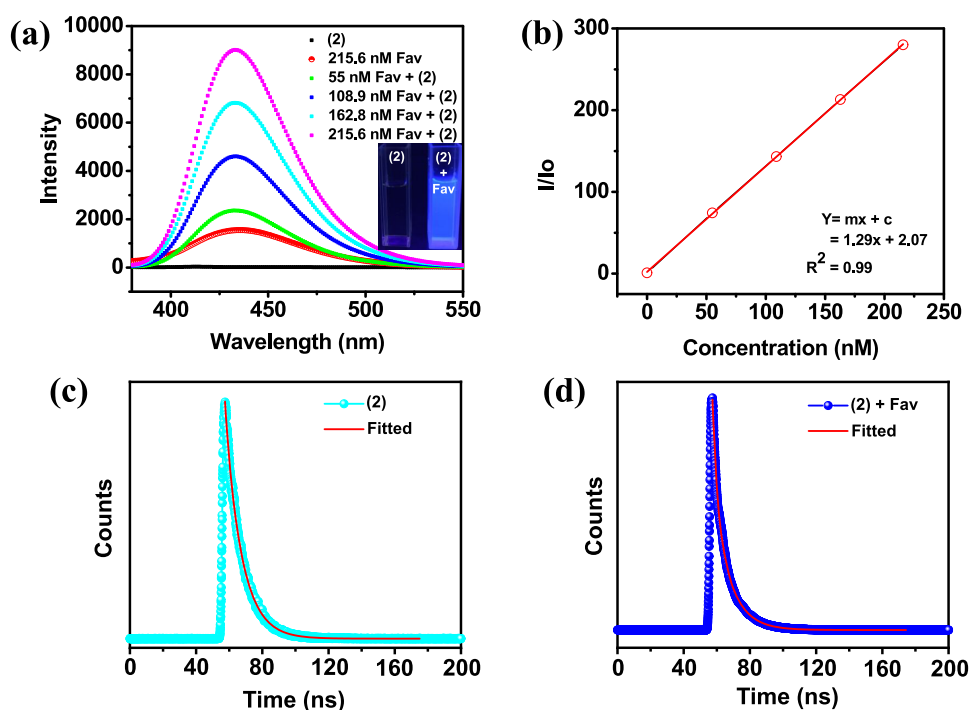 (a)
10000
8000
6000
4000
2000
0
Intensity
400
450
500
550
Wavelength (nm)
(2)
215.6 nM Fav
55 nM Fav + (2)
108.9 nM Fav + (2)
162.8 nM Fav + (2)
215.6 nM Fav + (2)
(2)
(2)
+
Fav
(b)
300
200
100
0
I/Io
0
50
100
150
200
250
Concentration (nM)
Y= mx + c
= 1.29x + 2.07
R² = 0.99
(c)
Counts
0
40
80
120
160
200
Time (ns)
(2)
Fitted
(d)
Counts
0
40
80
120
160
200
Time (ns)
(2) + Fav
Fitted